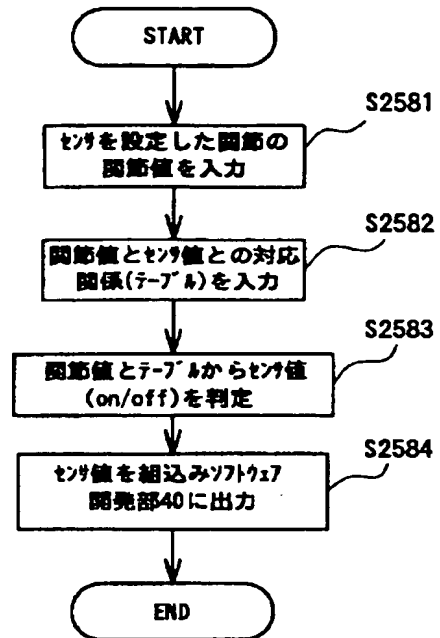 START
S2581
ｾﾝｻを設定した関節の
関節値を入力
S2582
関節値とｾﾝｻ値との対応
関係(ﾃｰﾌﾞﾙ)を入力
S2583
関節値とﾃｰﾌﾞﾙからｾﾝｻ値
(on/off)を判定
S2584
ｾﾝｻ値を組込みｿﾌﾄｳｪｱ
開発部40に出力
END